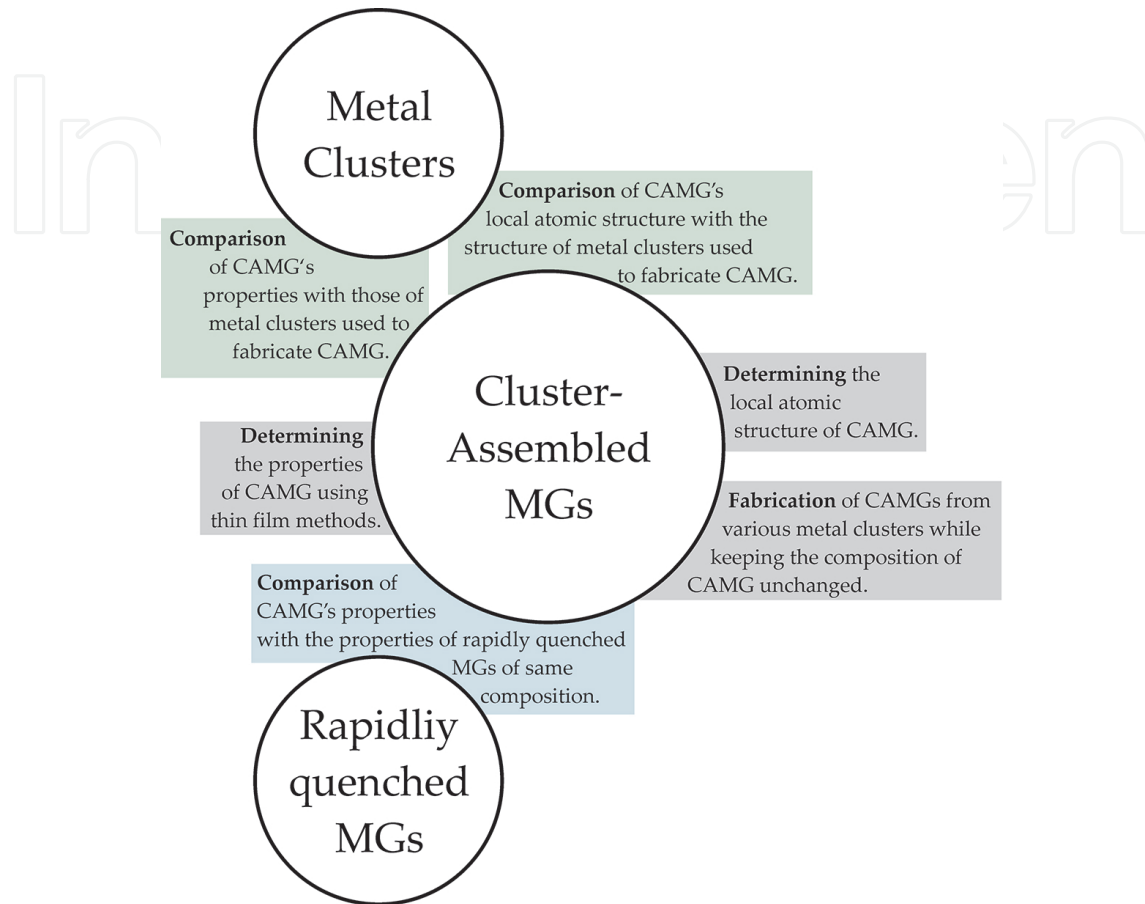 Metal
Clusters
Comparison of CAMG's
local atomic structure with the
structure of metal clusters used
to fabricate CAMG.
Comparison
of CAMG‘s
properties with those of
metal clusters used to
fabricate CAMG.
Cluster-
Assembled
MGs
Determining the
local atomic
structure of CAMG.
Determining
the properties
of CAMG using
thin film methods.
Fabrication of CAMGs from
various metal clusters while
keeping the composition of
CAMG unchanged.
Comparison of
CAMG's properties
with the properties of rapidly quenched
MGs of same
composition.
Rapidliy
quenched
MGs